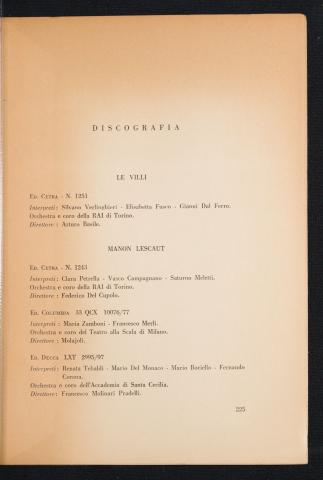 DISCOGRAFIA
LE VILLI
ED. CETRA - N. 1251
Interpreti: Silvano Verlinghieri - Elisabetta Fusco - Gianni Dal Ferro.
Orchestra e coro della RAI di Torino.
Direttore: Arturo Basile.
MANON LESCAUT
ED. CETRA - N. 1243
Interpreti: Clara Petrella - Vasco Campagnano - Saturno Meletti.
Orchestra e coro della RAI di Torino.
Direttore: Federico Del Cupolo.
ED. COLUMBIA 33 QCX 10076/77
Interpreti: Maria Zamboni - Francesco Merli.
Orchestra e coro del Teatro alla Scala di Milano.
Direttore: Molajoli.
ED. DECCA LXT 2995/97
Interpreti: Renata Tebaldi - Mario Del Monaco - Mario Boriello - Fernando
Corena.
Orchestra e coro dell'Accademia di Santa Cecilia.
Direttore: Francesco Molinari Pradelli.
225